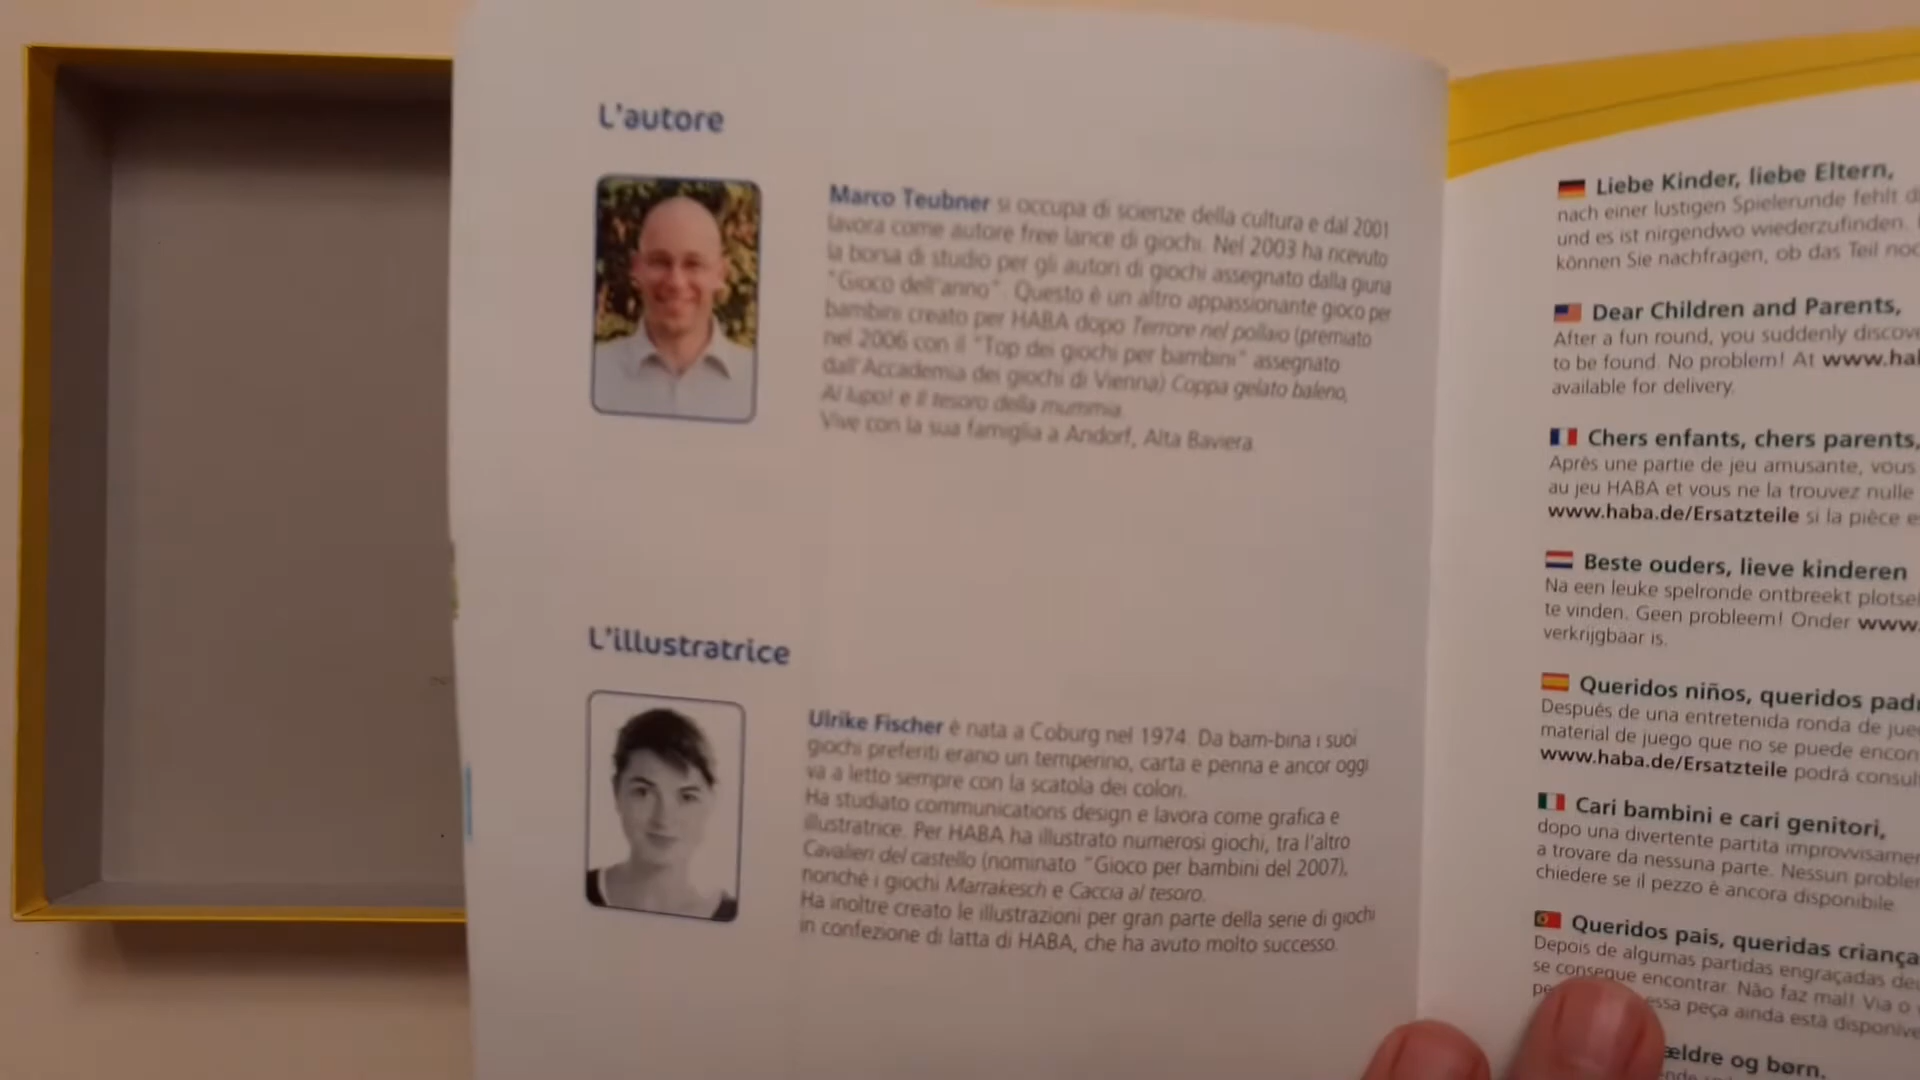 L'autore
Marco Teubner si occupa di scienze della cultura e dal 2001
lavora come autore free lance di giochi. Nel 2003 ha ricevuto
la borsa di studio per gli autori di giochi assegnato dalla giuria
"Gioco dell'anno". Questo è un altro appassionante gioco per
bambini creato per HABA dopo Terrore nel pollaio (premiato
nel 2006 con il "Top dei giochi per bambini" assegnato
dall'Accademia dei giochi di Vienna) Coppa gelato baleno,
Al lupo! e Il tesoro della mummia.
Vive con la sua famiglia a Andorf, Alta Baviera.
L'illustratrice
Ulrike Fischer è nata a Coburg nel 1974. Da bam-bina i suoi
giochi preferiti erano un temperino, carta e penna e ancor oggi
va a letto sempre con la scatola dei colori.
Ha studiato communications design e lavora come grafica e
illustratrice. Per HABA ha illustrato numerosi giochi, tra l'altro
Cavalieri del castello (nominato "Gioco per bambini del 2007),
nonchè i giochi Marrakesch e Caccia al tesoro.
Ha inoltre creato le illustrazioni per gran parte della serie di giochi
in confezione di latta di HABA, che ha avuto molto successo.
Liebe Kinder, liebe Eltern,
nach einer lustigen Spielerunde fehlt
und es ist nirgendwo wiederzufinden.
können Sie nachfragen, ob das Teil
Dear Children and Parents,
After a fun round, you suddenly
to be found. No problem! At
available for delivery.
Chers enfants, chers parents,
Après une partie de jeu amusante, vous
au jeu HABA et vous ne la trouvez nulle
www.haba.de/Ersatzteile si la pièce
Beste ouders, lieve kinderen
Na een leuke spelronde ontbreekt
te vinden. Geen probleem! Onder www.
verkrijgbaar is.
Queridos niños, queridos
Después de una entretenida ronda de
material de juego que no se puede
www.haba.de/Ersatzteile podrá
Cari bambini e cari genitori,
dopo una divertente partita
a trovare da nessuna parte. Nessun
chiedere se il pezzo è ancora disponibile
Queridos pais, queridas
Depois de algumas partidas engraçadas
se consegue encontrar. Não faz mal! Via o
essa peça ainda está
og børn,